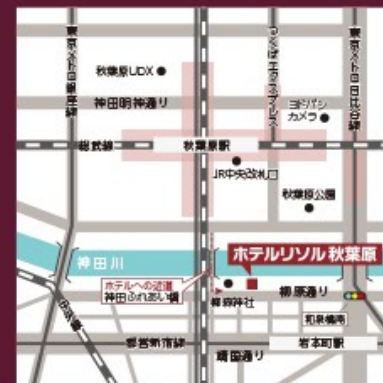 東京メトロ銀座線
つくばエクスプレス
東京メトロ日比谷線
秋葉原UDX
神田明神通り
ヨドバシ
カメラ
総武線
秋葉原駅
JR中央改札口
秋葉原公園
神田川
ホテルリソル 秋葉原
ホテルへの近道
神田ふれあい橋
柳森神社
柳原通り
和泉橋南
都営新宿線
岩本町駅
靖国通り